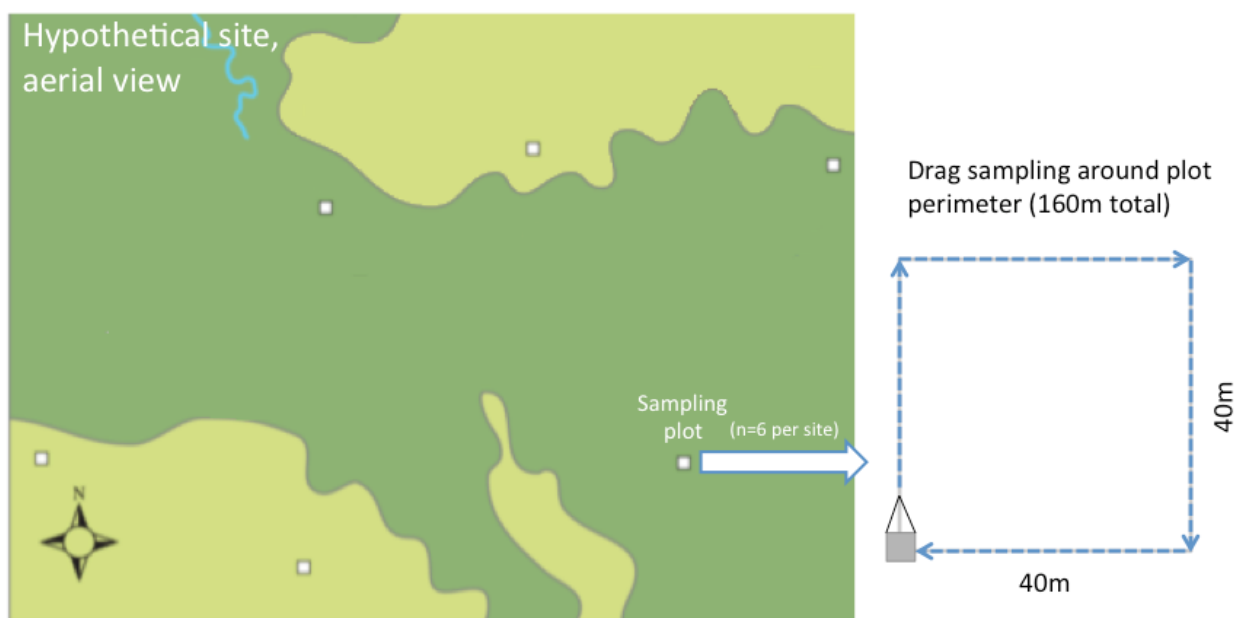 Hypothetical site,
aerial view
Drag sampling around plot
perimeter (160m total)
Sampling
plot
(n=6 per site)
40m
N
40m